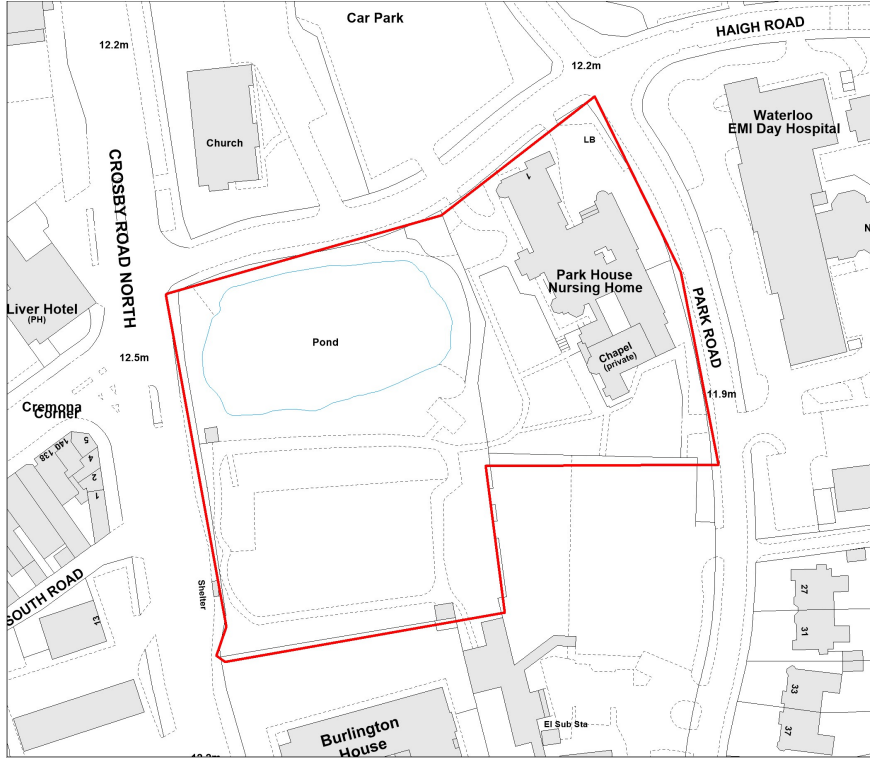 Car Park
HAIGH ROAD
12.2m
12.2m
Waterloo
EMI Day Hospital
Church
LB
CROSBY ROAD NORTH
1
N
Park House
Nursing Home
PARK ROAD
Liver Hotel
(PH)
Pond
Chapel
(private)
12.5m
11.9m
Cremona
Corner
5
140
138
4
2
1
SOUTH ROAD
Shelter
13
27
31
33
37
El Sub Sta
Burlington
House